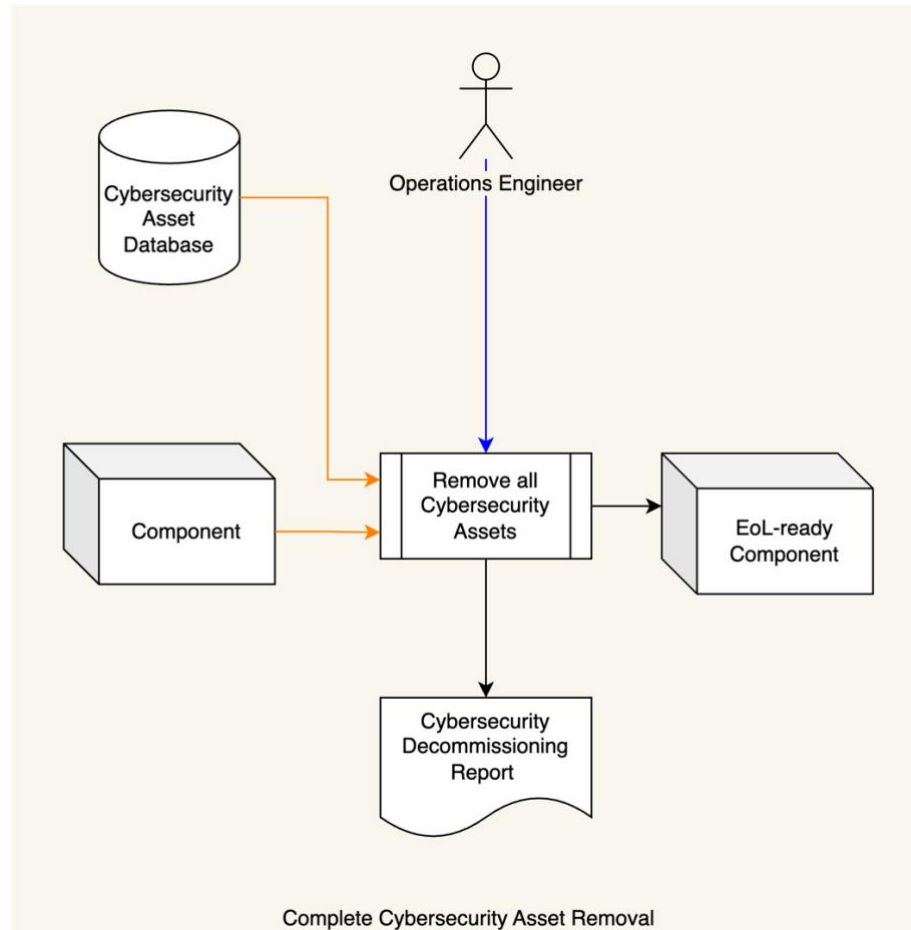 Operations Engineer
Cybersecurity
Asset
Database
Component
Remove all
Cybersecurity
Assets
EoL-ready
Component
Cybersecurity
Decommissioning
Report
Complete Cybersecurity Asset Removal